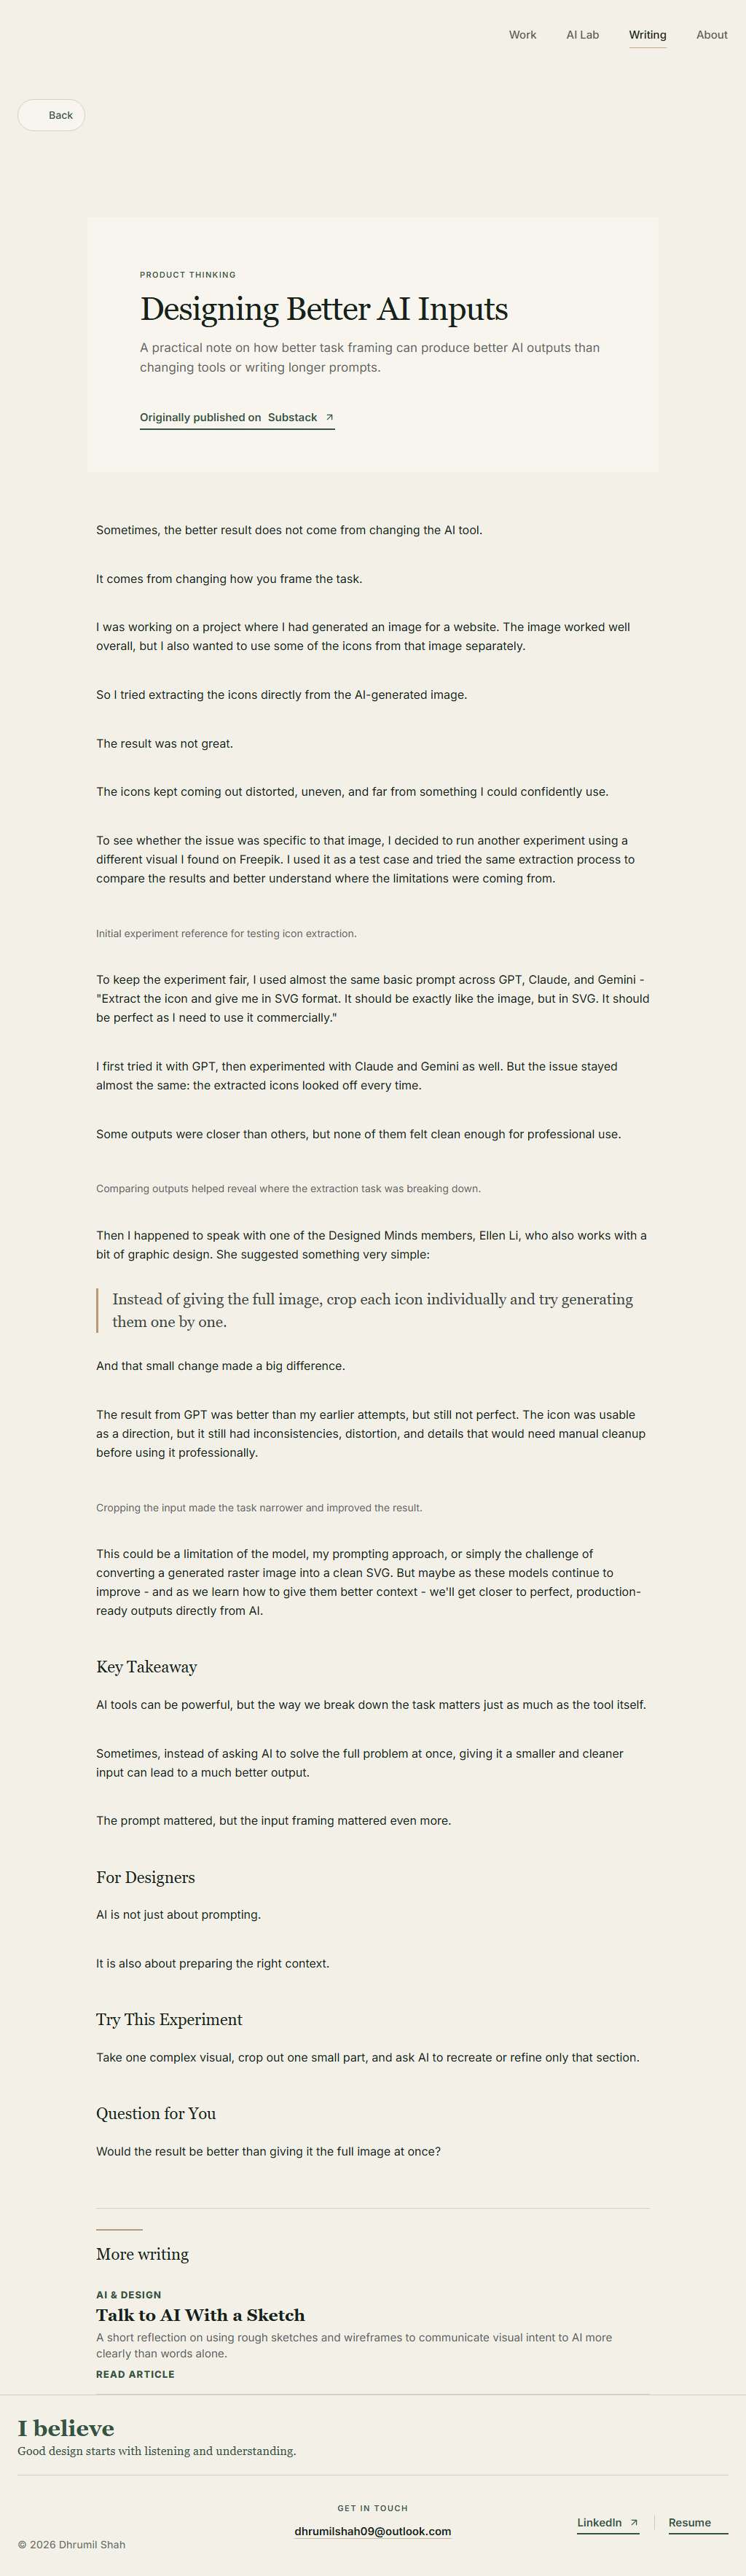 Work AI Lab Writing About
Back
PRODUCT THINKING
Designing Better AI Inputs
A practical note on how better task framing can produce better AI outputs than
changing tools or writing longer prompts.
Originally published on Substack ↗
Sometimes, the better result does not come from changing the AI tool.
It comes from changing how you frame the task.
I was working on a project where I had generated an image for a website. The image worked well
overall, but I also wanted to use some of the icons from that image separately.
So I tried extracting the icons directly from the AI-generated image.
The result was not great.
The icons kept coming out distorted, uneven, and far from something I could confidently use.
To see whether the issue was specific to that image, I decided to run another experiment using a
different visual I found on Freepik. I used it as a test case and tried the same extraction process to
compare the results and better understand where the limitations were coming from.
Initial experiment reference for testing icon extraction.
To keep the experiment fair, I used almost the same basic prompt across GPT, Claude, and Gemini -
"Extract the icon and give me in SVG format. It should be exactly like the image, but in SVG. It should
be perfect as I need to use it commercially."
I first tried it with GPT, then experimented with Claude and Gemini as well. But the issue stayed
almost the same: the extracted icons looked off every time.
Some outputs were closer than others, but none of them felt clean enough for professional use.
Comparing outputs helped reveal where the extraction task was breaking down.
Then I happened to speak with one of the Designed Minds members, Ellen Li, who also works with a
bit of graphic design. She suggested something very simple:
Instead of giving the full image, crop each icon individually and try generating
them one by one.
And that small change made a big difference.
The result from GPT was better than my earlier attempts, but still not perfect. The icon was usable
as a direction, but it still had inconsistencies, distortion, and details that would need manual cleanup
before using it professionally.
Cropping the input made the task narrower and improved the result.
This could be a limitation of the model, my prompting approach, or simply the challenge of
converting a generated raster image into a clean SVG. But maybe as these models continue to
improve - and as we learn how to give them better context - we'll get closer to perfect, production-
ready outputs directly from AI.
Key Takeaway
AI tools can be powerful, but the way we break down the task matters just as much as the tool itself.
Sometimes, instead of asking AI to solve the full problem at once, giving it a smaller and cleaner
input can lead to a much better output.
The prompt mattered, but the input framing mattered even more.
For Designers
AI is not just about prompting.
It is also about preparing the right context.
Try This Experiment
Take one complex visual, crop out one small part, and ask AI to recreate or refine only that section.
Question for You
Would the result be better than giving it the full image at once?
More writing
AI & DESIGN
Talk to AI With a Sketch
A short reflection on using rough sketches and wireframes to communicate visual intent to AI more
clearly than words alone.
READ ARTICLE
I believe
Good design starts with listening and understanding.
GET IN TOUCH
dhrumilshah09@outlook.com
LinkedIn ↗ Resume
© 2026 Dhrumil Shah